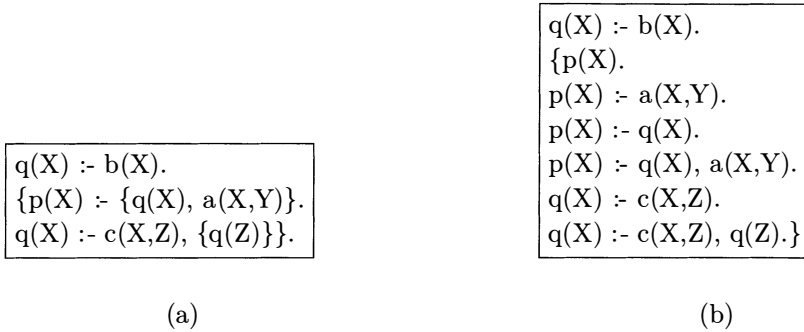 q(X) :- b(X).
{p(X) :- {q(X), a(X,Y)}.
q(X) :- c(X,Z), {q(Z)}}.
(a)
q(X) :- b(X).
{p(X).
p(X) :- a(X,Y).
p(X) :- q(X).
p(X) :- q(X), a(X,Y).
q(X) :- c(X,Z).
q(X) :- c(X,Z), q(Z).}
(b)